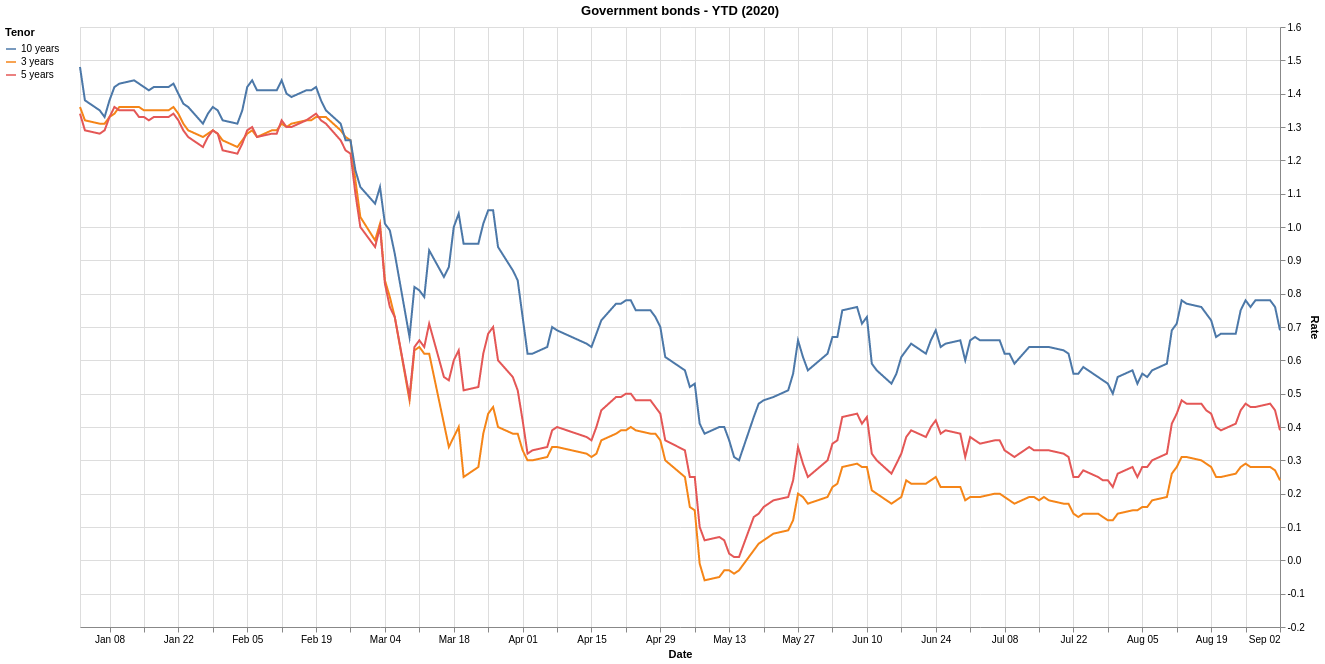 Government bonds - YTD (2020)
Tenor
10 years
3 years
5 years
1.6
1.5
1.4
1.3
1.2
1.1
1.0
0.9
0.8
0.7
0.6
0.5
0.4
0.3
0.2
0.1
0.0
-0.1
-0.2
Rate
Jan 08 Jan 22 Feb 05 Feb 19 Mar 04 Mar 18 Apr 01 Apr 15 Apr 29 May 13 May 27 Jun 10 Jun 24 Jul 08 Jul 22 Aug 05 Aug 19 Sep 02
Date